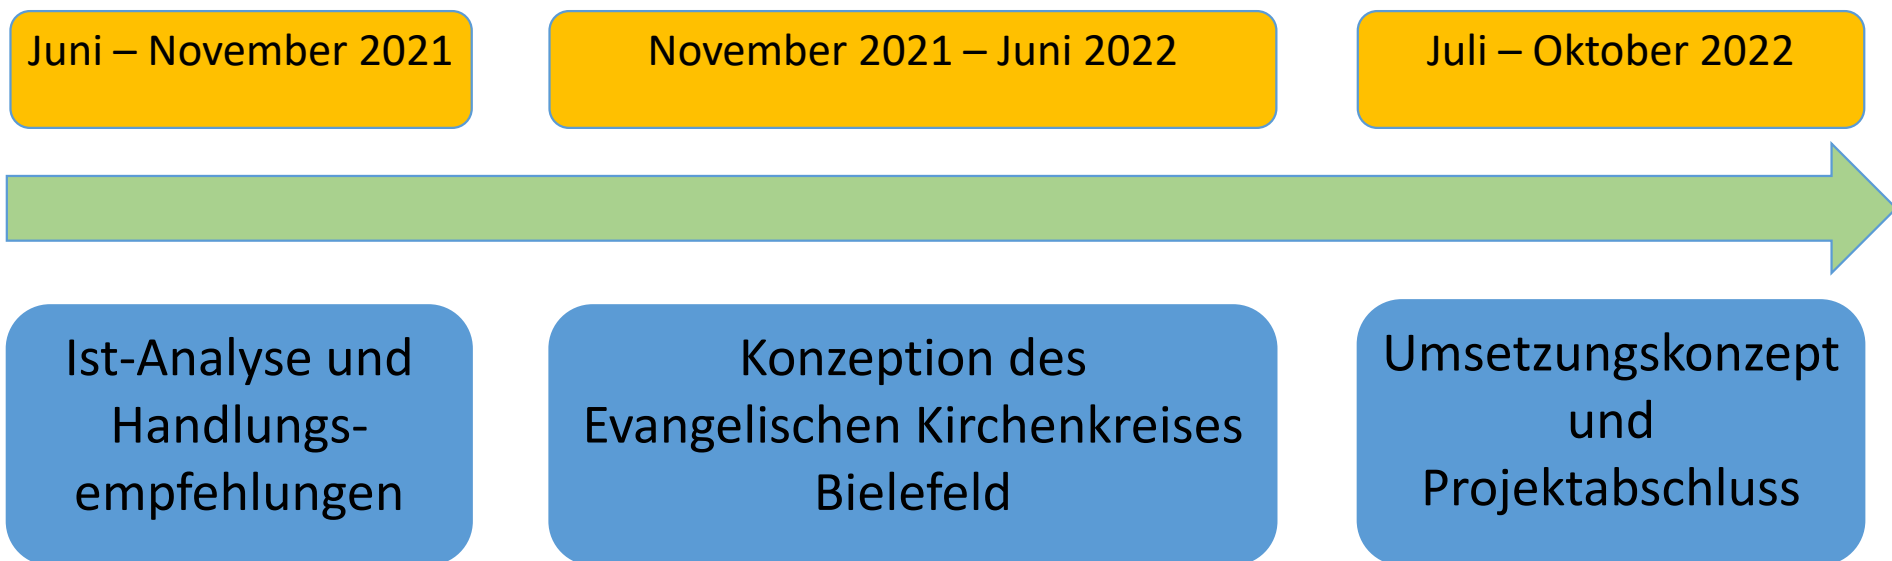 Juni – November 2021
November 2021 – Juni 2022
Juli – Oktober 2022
Ist-Analyse und
Handlungs-
empfehlungen
Konzeption des
Evangelischen Kirchenkreises
Bielefeld
Umsetzungskonzept
und
Projektabschluss